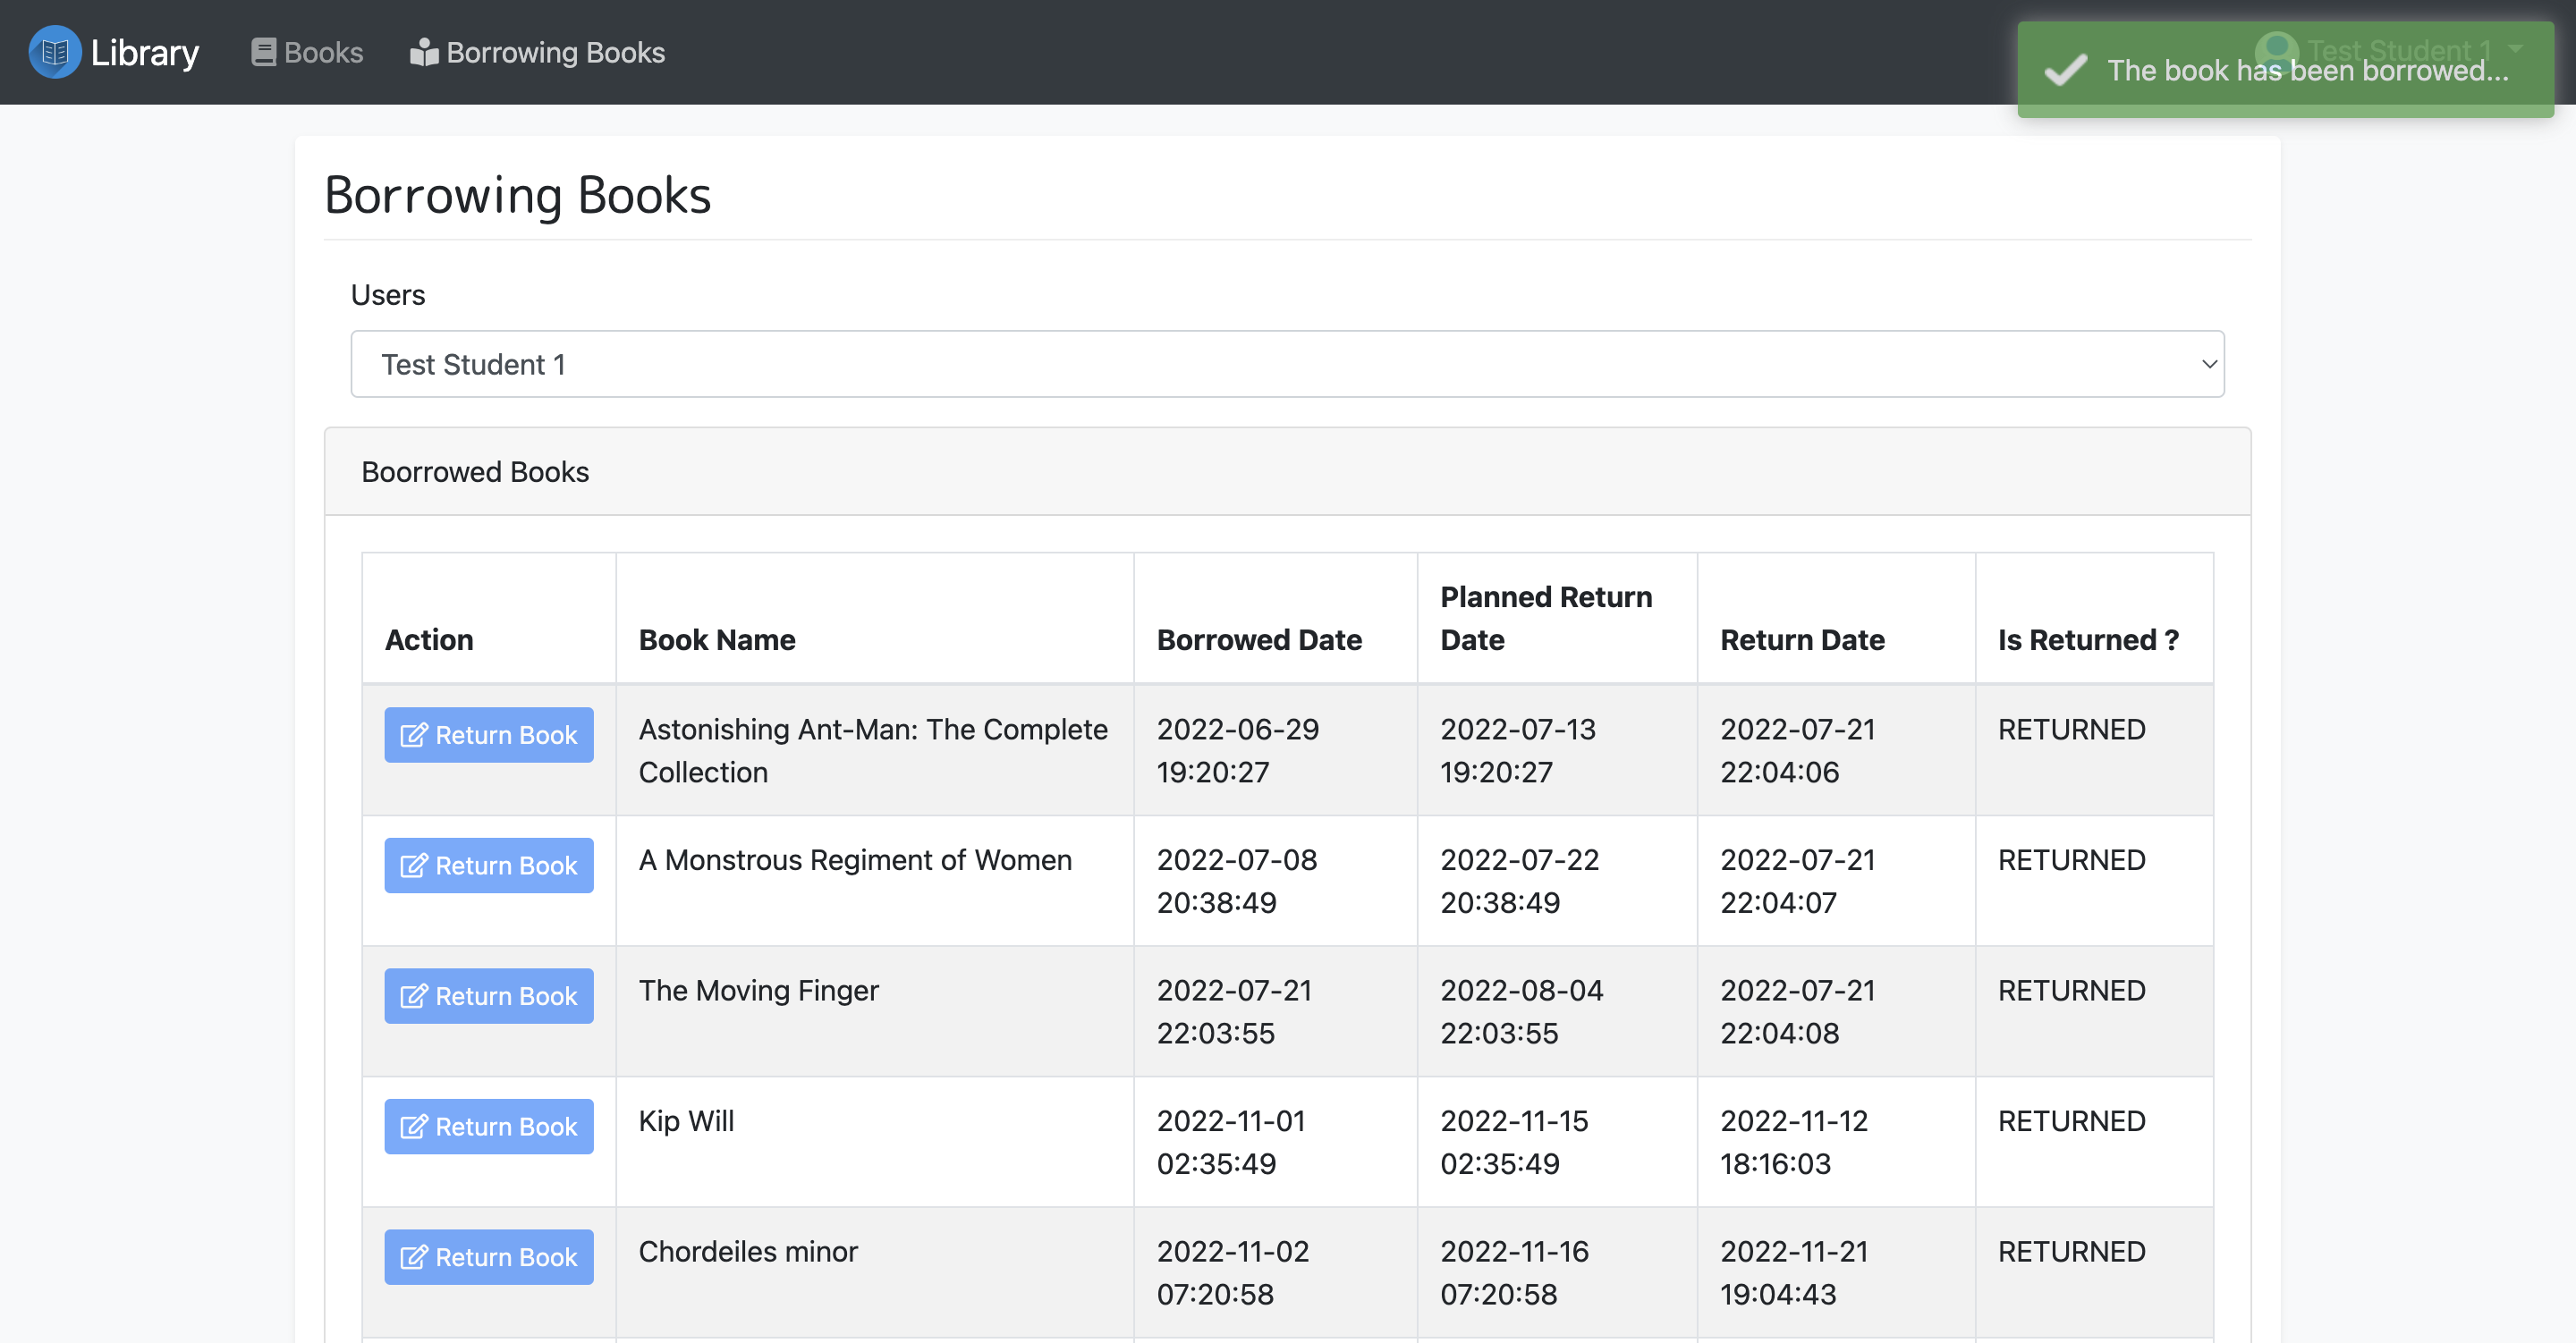 Library
Books
Borrowing Books
Test Student 1
The book has been borrowed...
Borrowing Books
Users
Test Student 1
Boorrowed Books
Action
Book Name
Borrowed Date
Planned Return
Date
Return Date
Is Returned ?
Return Book
Astonishing Ant-Man: The Complete
Collection
2022-06-29
19:20:27
2022-07-13
19:20:27
2022-07-21
22:04:06
RETURNED
Return Book
A Monstrous Regiment of Women
2022-07-08
20:38:49
2022-07-22
20:38:49
2022-07-21
22:04:07
RETURNED
Return Book
The Moving Finger
2022-07-21
22:03:55
2022-08-04
22:03:55
2022-07-21
22:04:08
RETURNED
Return Book
Kip Will
2022-11-01
02:35:49
2022-11-15
02:35:49
2022-11-12
18:16:03
RETURNED
Return Book
Chordeiles minor
2022-11-02
07:20:58
2022-11-16
07:20:58
2022-11-21
19:04:43
RETURNED